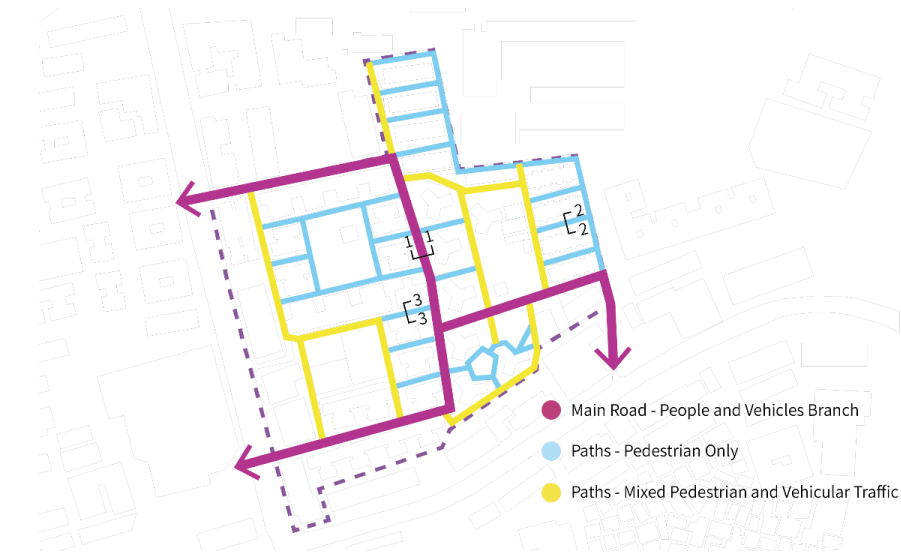 2
2
1
1
3
3
Main Road - People and Vehicles Branch
Paths - Pedestrian Only
Paths - Mixed Pedestrian and Vehicular Traffic